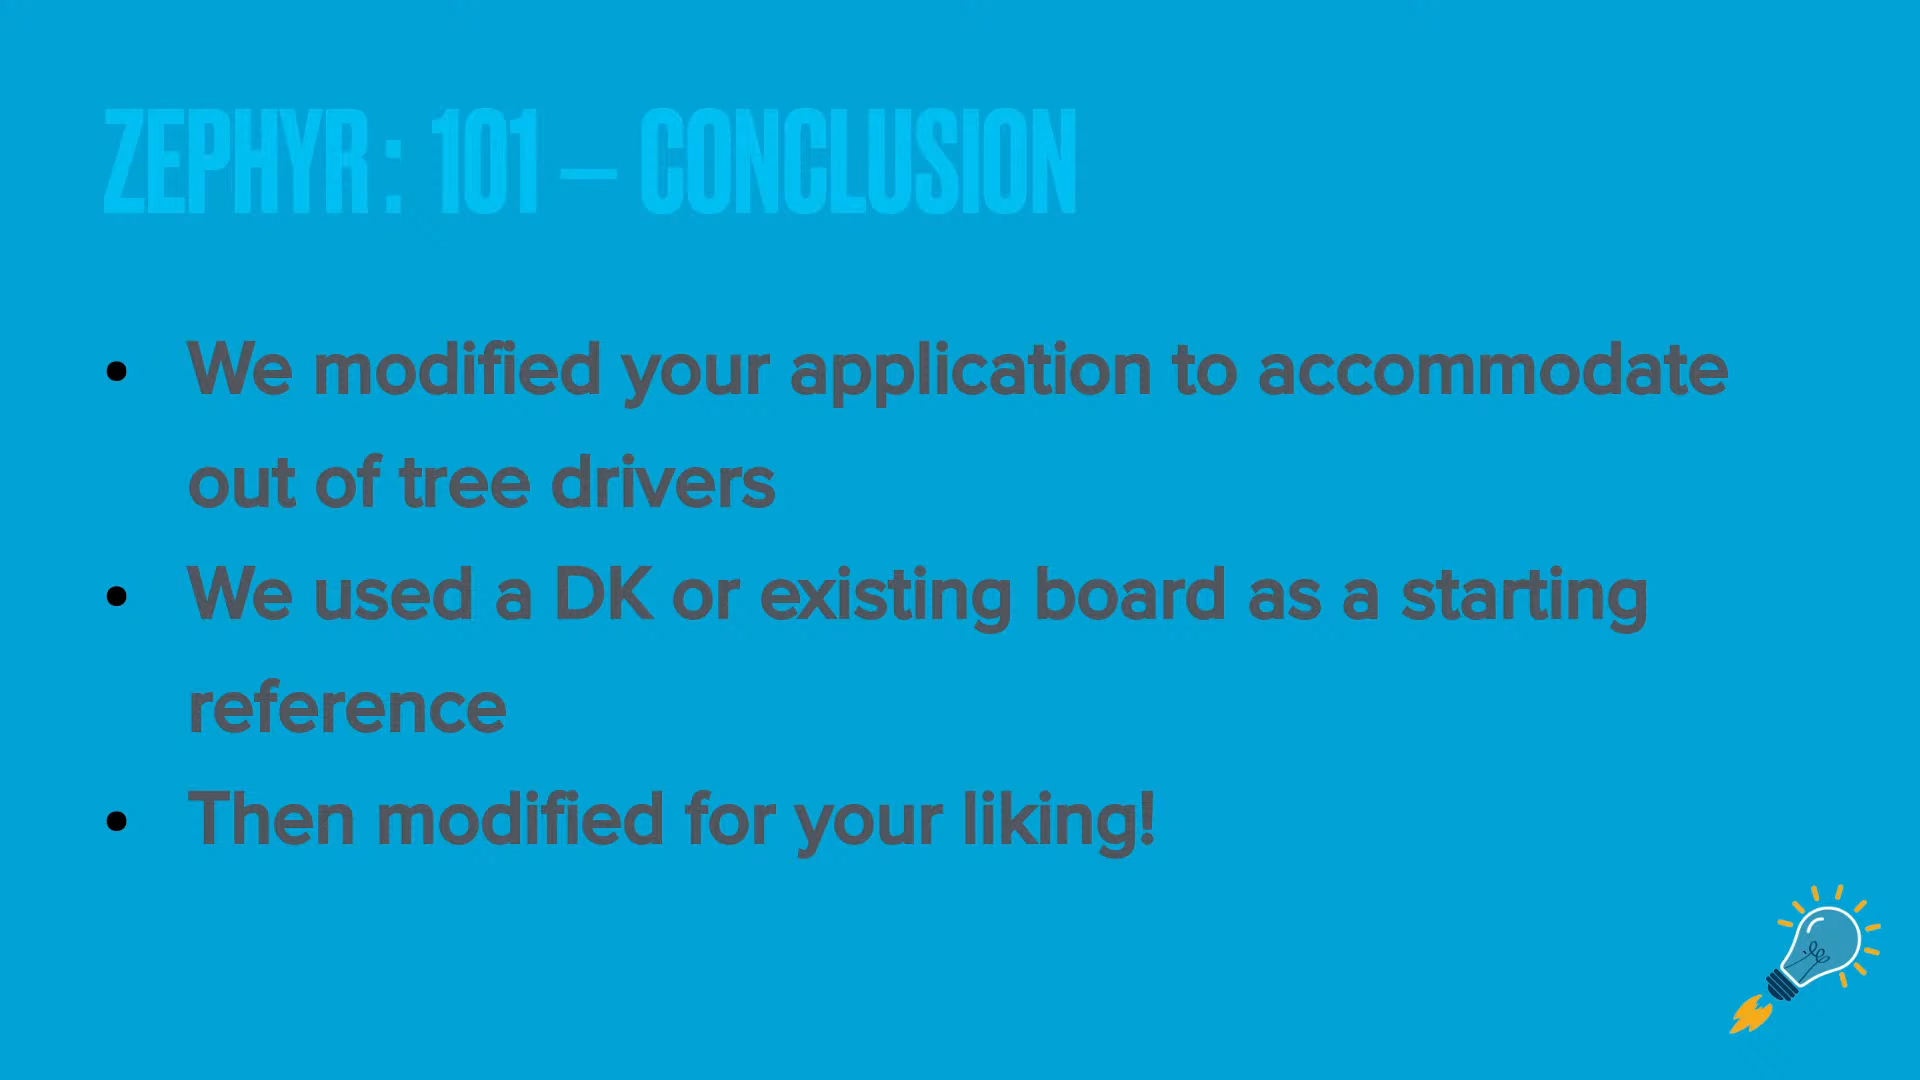 ZEPHYR: 101 – CONCLUSION
• We modified your application to accommodate
out of tree drivers
• We used a DK or existing board as a starting
reference
• Then modified for your liking!